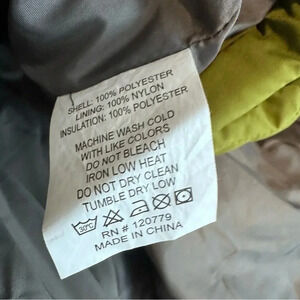 SHELL: 100% POLYESTER
LINING: 100% NYLON
INSULATION: 100% POLYESTER
MACHINE WASH COLD
WITH LIKE COLORS
DO NOT BLEACH
IRON LOW HEAT
DO NOT DRY CLEAN
TUMBLE DRY LOW
30°C
RN # 120779
MADE IN CHINA